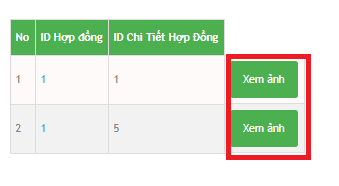 No ID Hợp đồng ID Chi Tiết Hợp Đồng
1 1 1 Xem ảnh
2 1 5 Xem ảnh